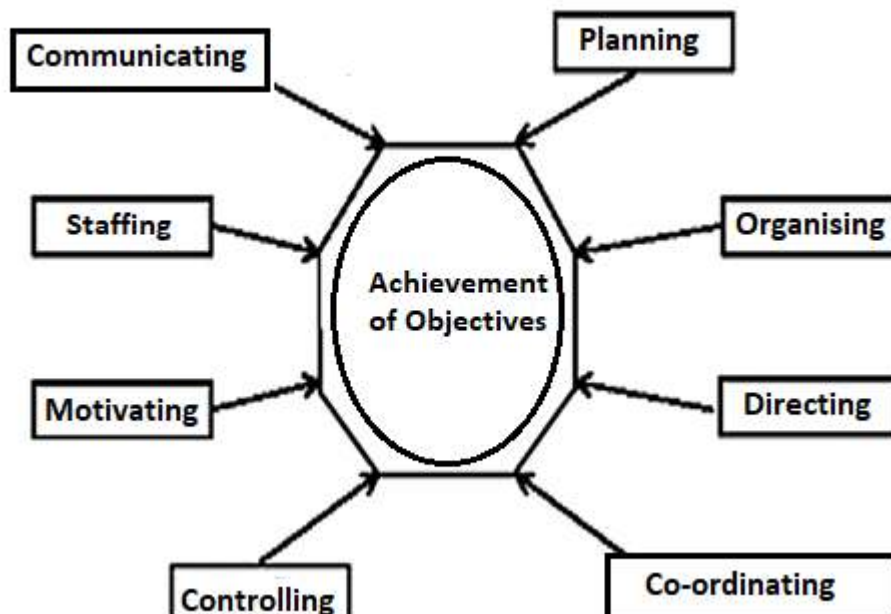 Communicating
Planning
Staffing
Organising
Achievement
of Objectives
Motivating
Directing
Controlling
Co-ordinating